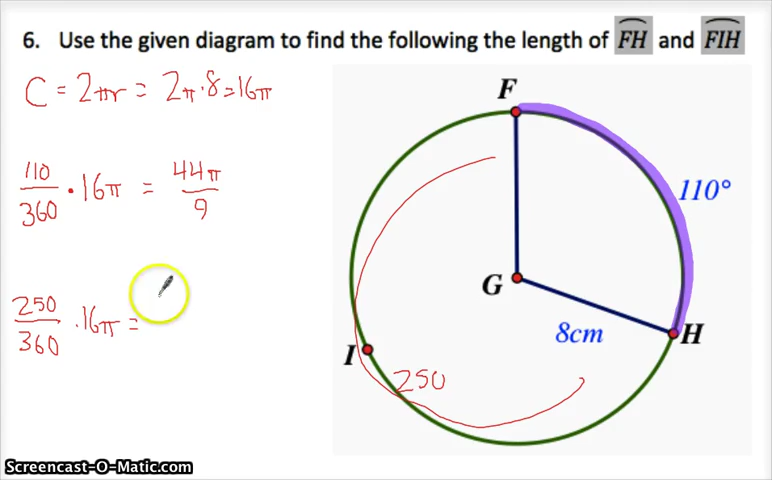 6. Use the given diagram to find the following the length of FH and FIH
C = 2πr = 2π·8=16π
110/360 · 16π = 44π/9
250/360 · 16π =
F
110°
G
8cm
H
I
250
Screencast-O-Matic.com